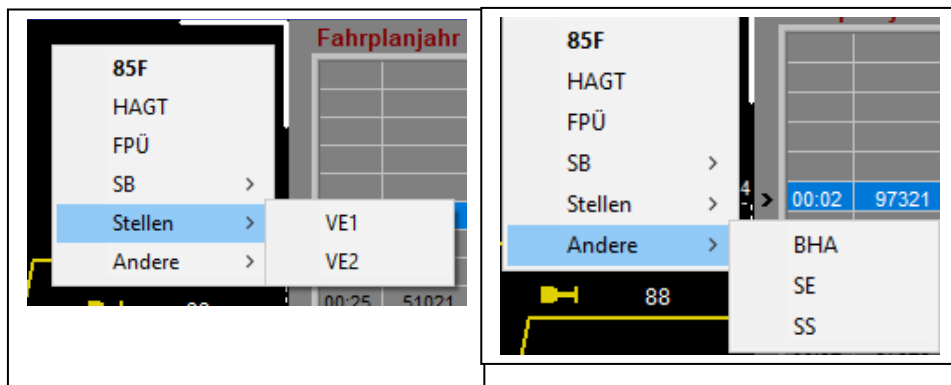 Fahrplanjahr
85F
HAGT
FPÜ
SB
Stellen
VE1
Andere
VE2
00:25 51021
85F
HAGT
FPÜ
SB
Stellen
00:02 97321
Andere
BHA
SE
88
SS